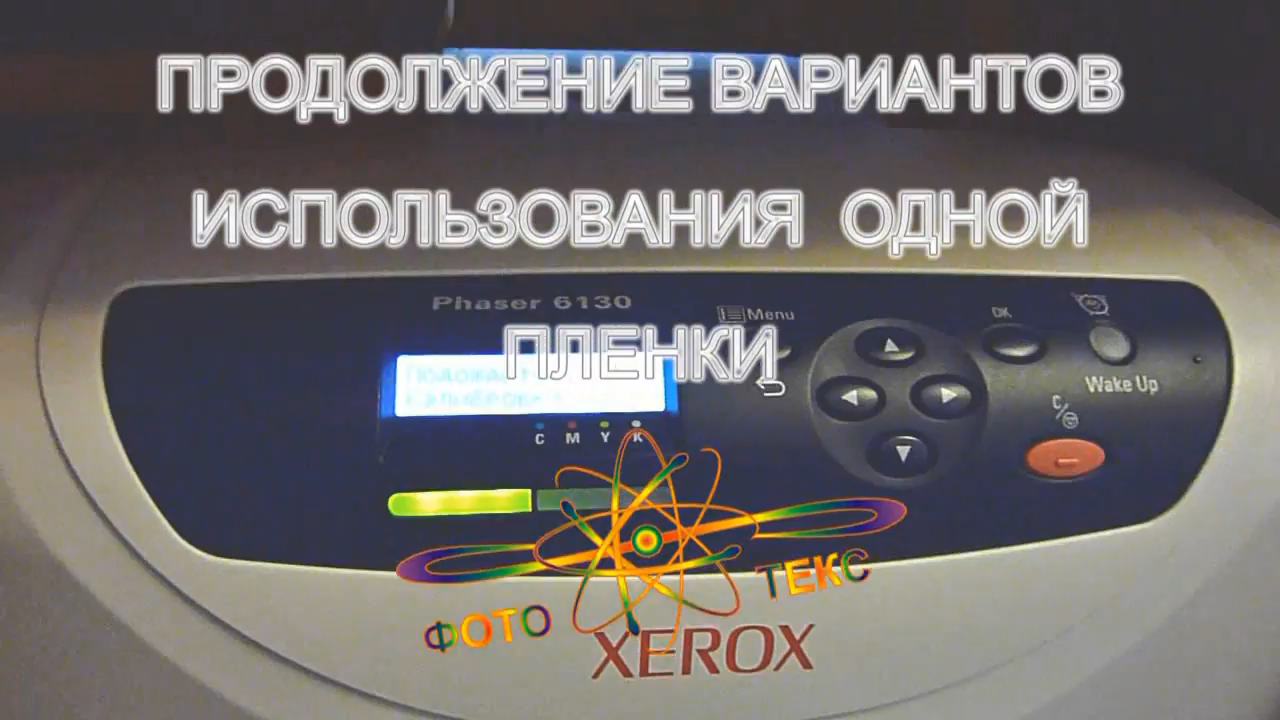 ПРОДОЛЖЕНИЕ ВАРИАНТОВ
ИСПОЛЬЗОВАНИЯ ОДНОЙ
ПЛЕНКИ
Phaser 6130
Menu
OK
Wake Up
C
C M Y K
ФОТО ТЕКС
XEROX